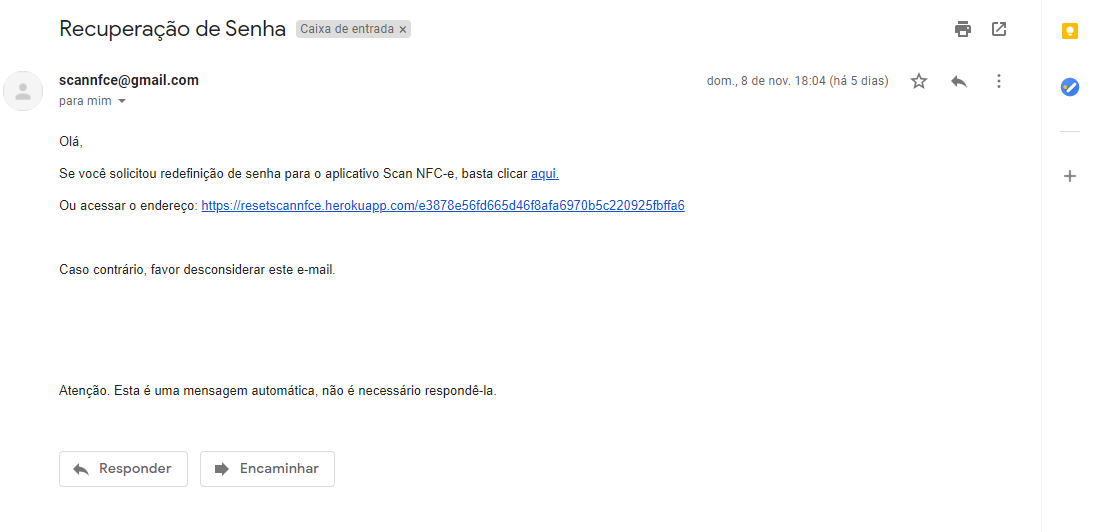 Recuperação de Senha Caixa de entrada ×
scannfce@gmail.com dom., 8 de nov. 18:04 (há 5 dias)
para mim
Olá,
Se você solicitou redefinição de senha para o aplicativo Scan NFC-e, basta clicar aqui.
Ou acessar o endereço: https://resetscannfce.herokuapp.com/e3878e56fd665d46f8afa6970b5c220925fbffa6
Caso contrário, favor desconsiderar este e-mail.
Atenção. Esta é uma mensagem automática, não é necessário respondê-la.
Responder Encaminhar